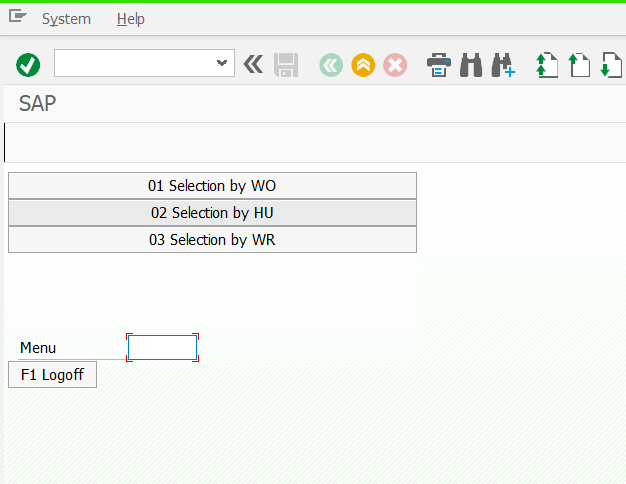 System Help
SAP
01 Selection by WO
02 Selection by HU
03 Selection by WR
Menu
F1 Logoff